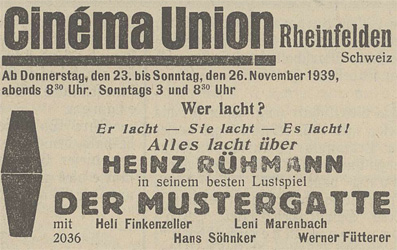 Cinéma Union Rheinfelden
Schweiz
Ab Donnerstag, den 23. bis Sonntag, den 26. November 1939,
abends 8³⁰ Uhr. Sonntags 3 und 8³⁰ Uhr
Wer lacht?
Er lacht — Sie lacht — Es lacht!
Alles lacht über
HEINZ RÜHMANN
in seinem besten Lustspiel
DER MUSTERGATTE
mit Heli Finkenzeller Leni Marenbach
2036 Hans Söhnker Werner Fütterer